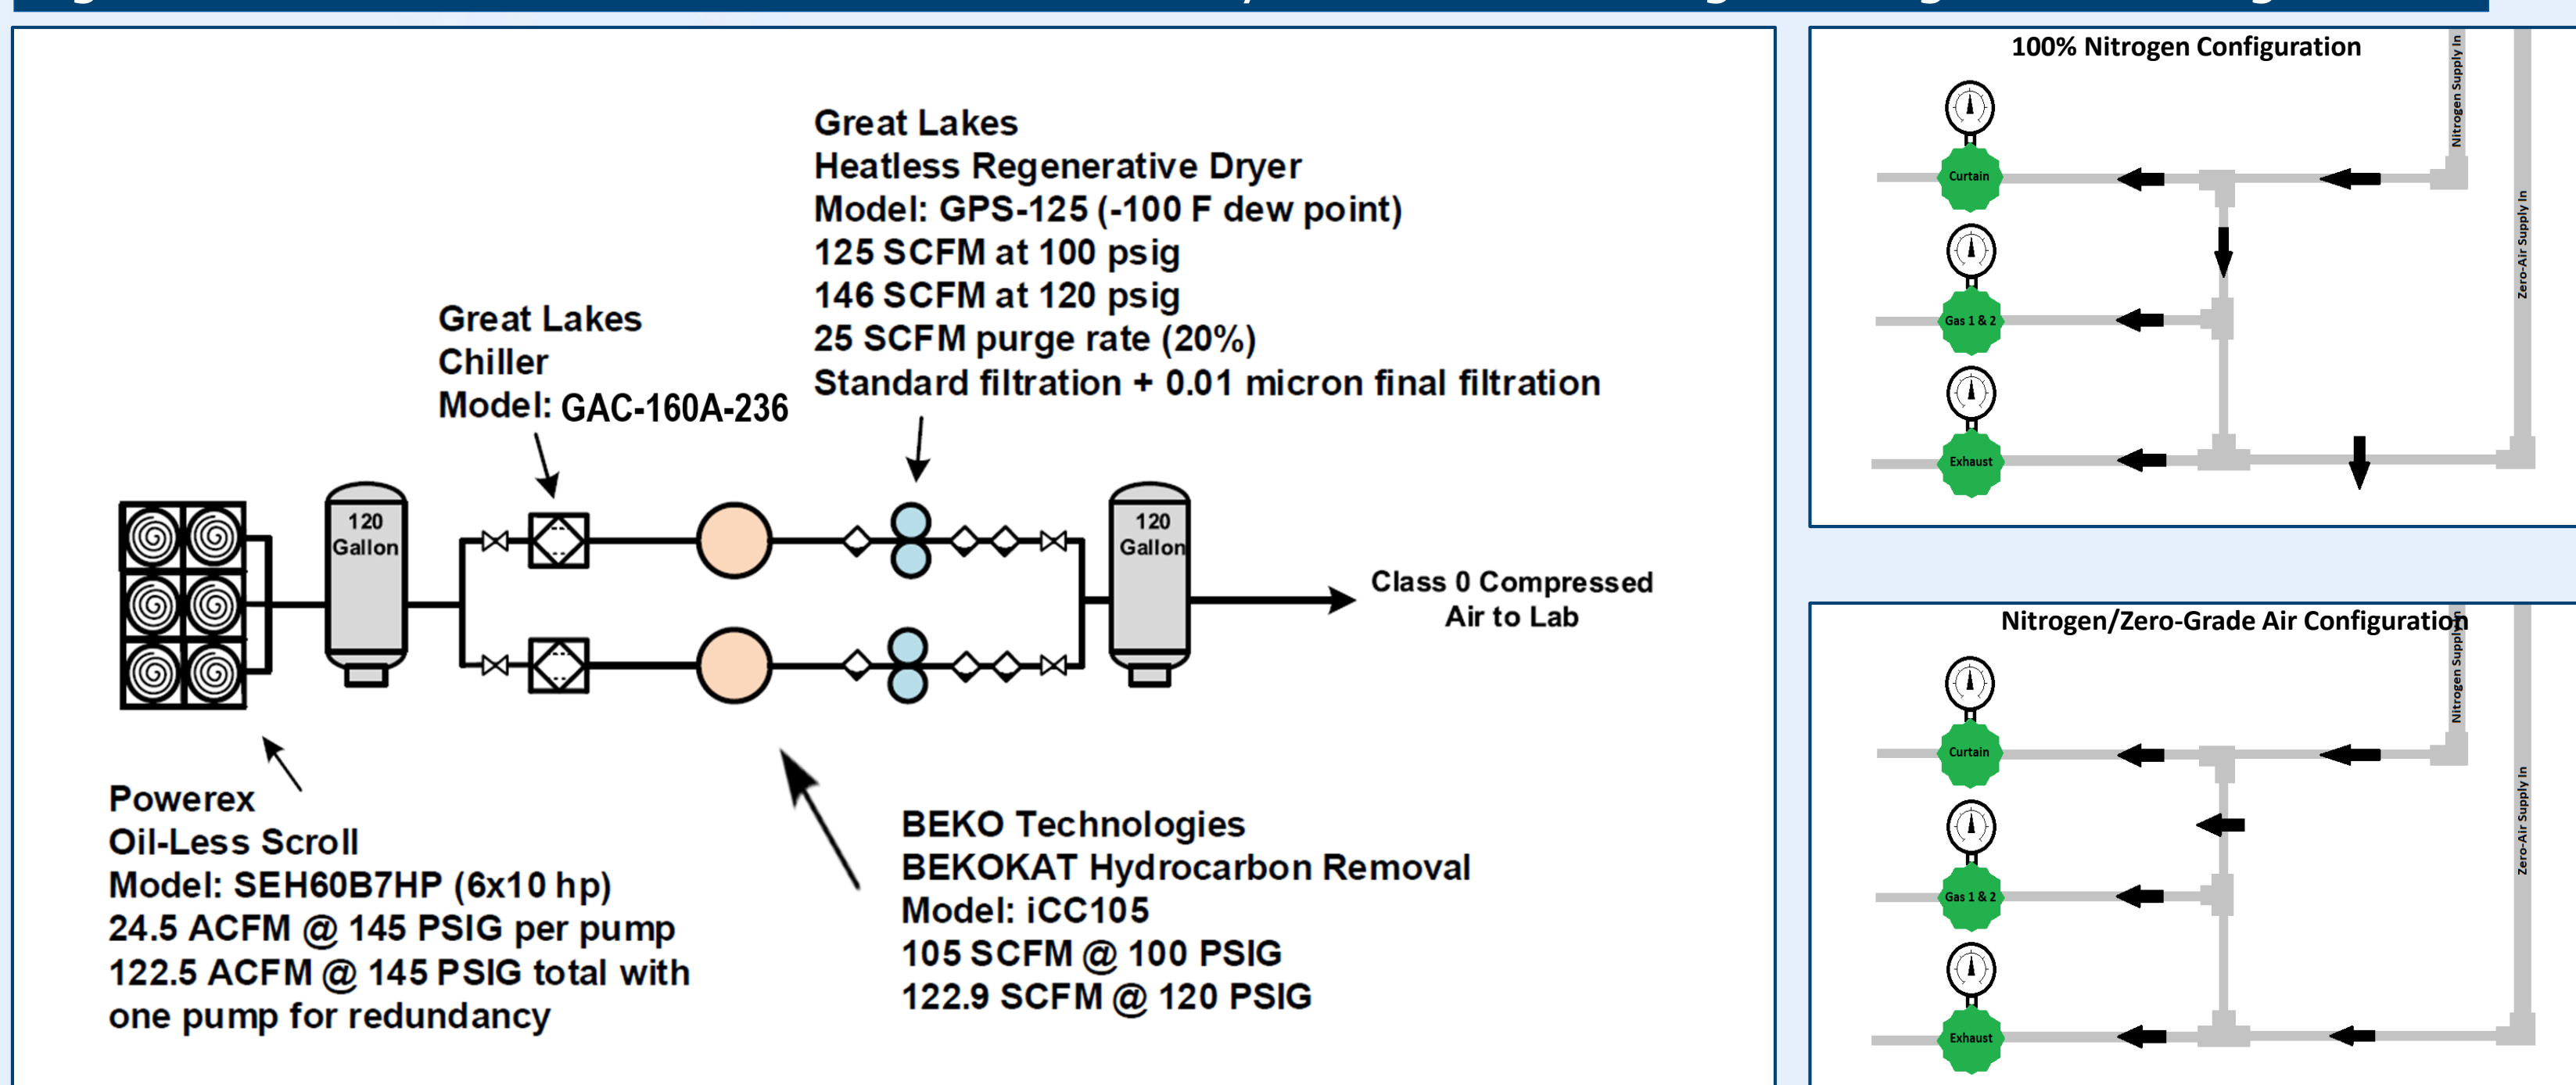 100% Nitrogen Configuration
Nitrogen Supply In
Zero-Air Supply In
Curtain
Gas 1 & 2
Exhaust
Great Lakes
Heatless Regenerative Dryer
Model: GPS-125 (-100 F dew point)
125 SCFM at 100 psig
146 SCFM at 120 psig
25 SCFM purge rate (20%)
Standard filtration + 0.01 micron final filtration
Great Lakes
Chiller
Model: GAC-160A-236
120
Gallon
120
Gallon
Class 0 Compressed
Air to Lab
Powerex
Oil-Less Scroll
Model: SEH60B7HP (6x10 hp)
24.5 ACFM @ 145 PSIG per pump
122.5 ACFM @ 145 PSIG total with
one pump for redundancy
BEKO Technologies
BEKOKAT Hydrocarbon Removal
Model: iCC105
105 SCFM @ 100 PSIG
122.9 SCFM @ 120 PSIG
Nitrogen/Zero-Grade Air Configuration
Nitrogen Supply In
Zero-Air Supply In
Curtain
Gas 1 & 2
Exhaust